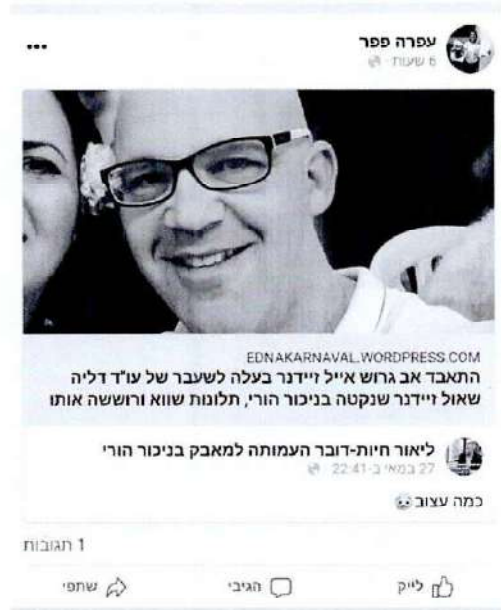 עפרה פפר
6 שעות
EDNAKARNAVAL.WORDPRESS.COM
התאבד אב גרוש אייל זיידנר בעלה לשעבר של עו"ד דליה
שאול זיידנר שנקטה בניכור הורי, תלונות שווא ורוששה אותו
ליאור חיות-דובר העמותה למאבק בניכור הורי
27 במאי ב-22:41
כמה עצוב
1 תגובות
לייק
הגיבי
שתפי